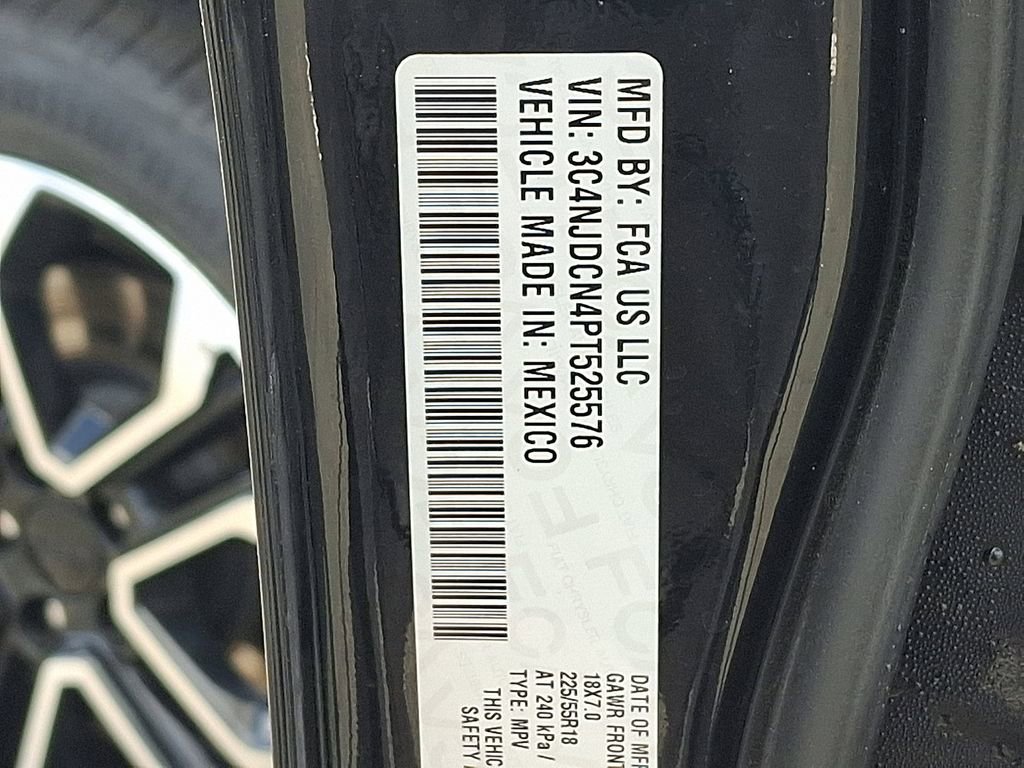 MFD BY: FCA US LLC
VIN: 3C4NJDCN4PT525576
VEHICLE MADE IN: MEXICO
DATE OF MFR
GAWR FRONT
18X7.0
225/55R18
AT 240 kPa /
TYPE: MPV
THIS VEHIC
SAFETY